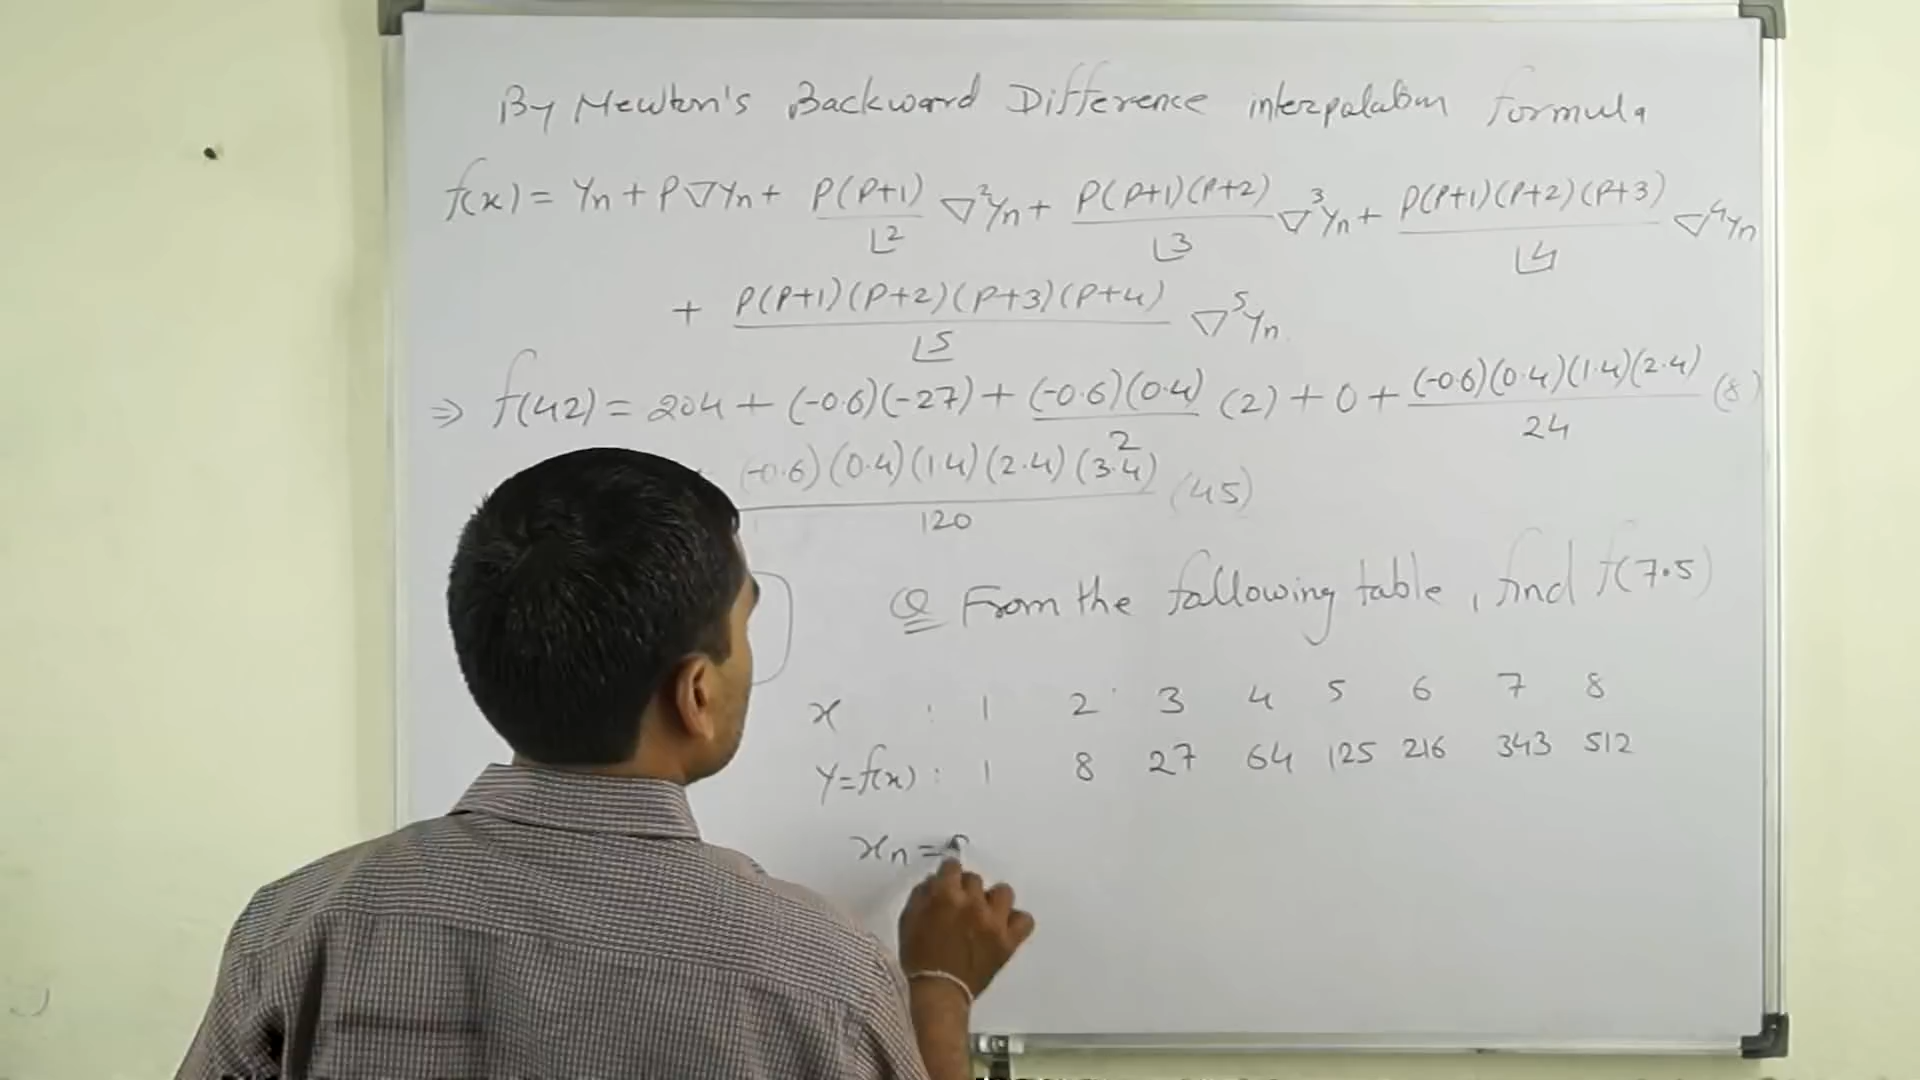 By Newton's Backward Difference interpolation formula
f(x) = Yn + P∇Yn + P(P+1)/⌊2 ∇²Yn + P(P+1)(P+2)/⌊3 ∇³Yn + P(P+1)(P+2)(P+3)/⌊4 ∇⁴Yn
+ P(P+1)(P+2)(P+3)(P+4)/⌊5 ∇⁵Yn
⇒ f(42) = 204 + (-0.6)(-27) + (-0.6)(0.4)/2 (2) + 0 + (-0.6)(0.4)(1.4)(2.4)/24 (8)
(-0.6)(0.4)(1.4)(2.4)(3.4)/120 (45)
Q From the following table, find f(7.5)
x : 1 2 3 4 5 6 7 8
Y=f(x) : 1 8 27 64 125 216 343 512
xn =